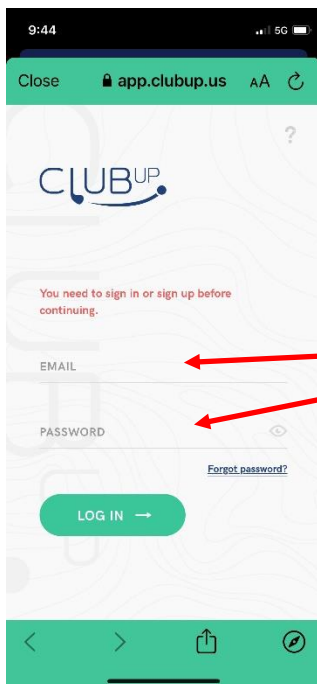 9:44
5G
Close app.clubup.us AA
?
CLUBUP
You need to sign in or sign up before
continuing.
EMAIL
PASSWORD
Forgot password?
LOG IN →